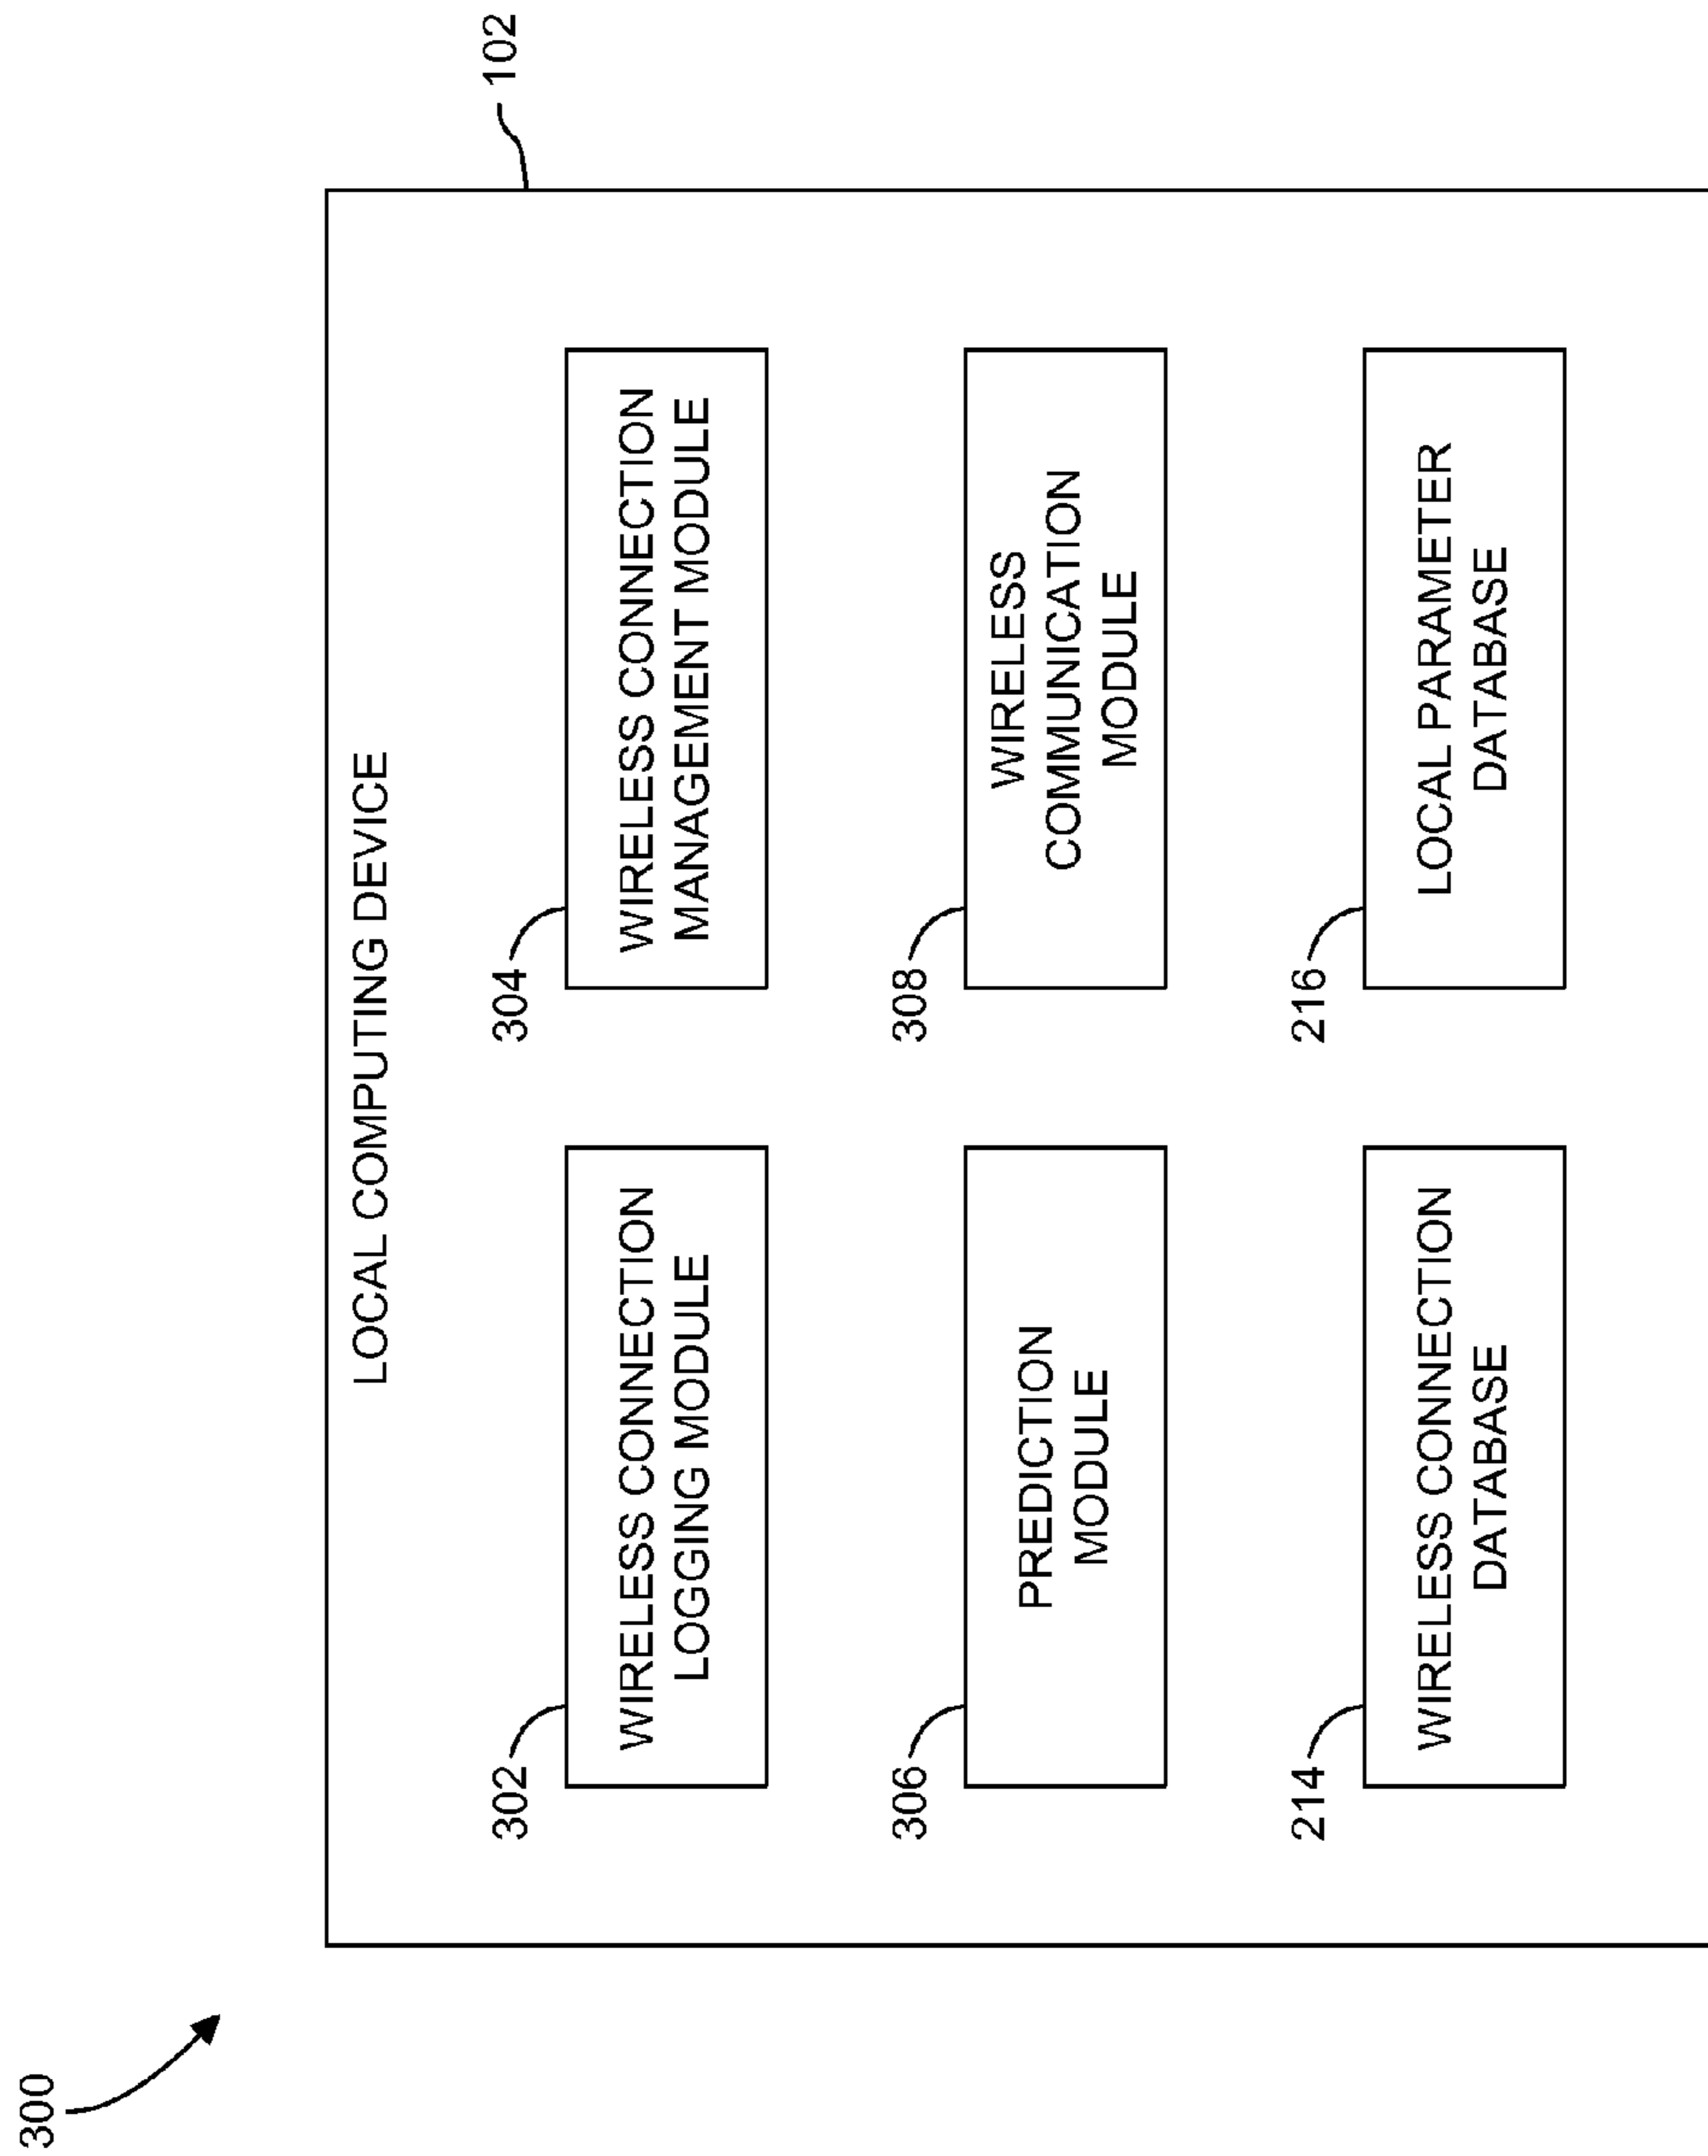 300
102
LOCAL COMPUTING DEVICE
302
WIRELESS CONNECTION
LOGGING MODULE
304
WIRELESS CONNECTION
MANAGEMENT MODULE
306
PREDICTION
MODULE
308
WIRELESS
COMMUNICATION
MODULE
214
WIRELESS CONNECTION
DATABASE
216
LOCAL PARAMETER
DATABASE